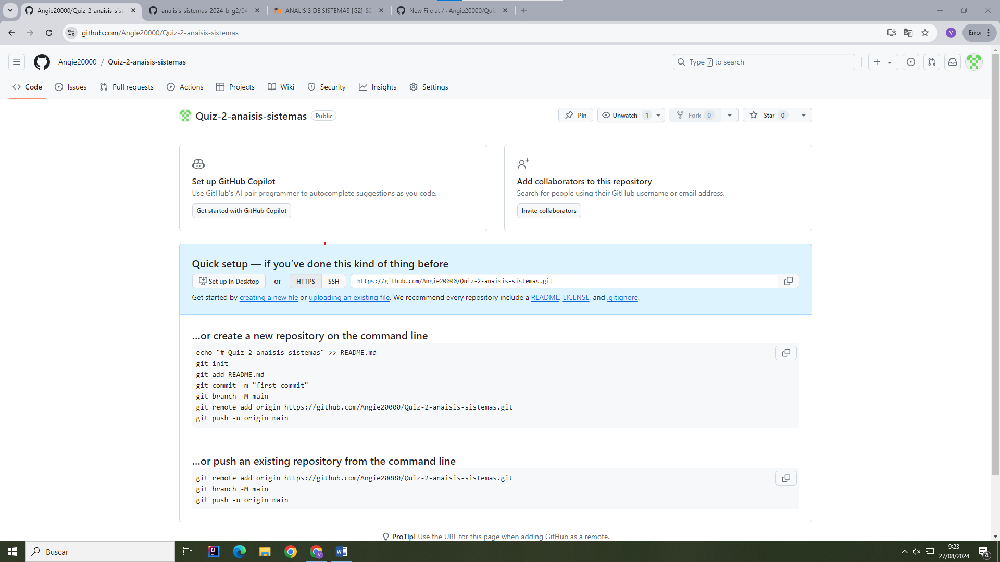 Angie20000/Quiz-2-anaisis-siste
analisis-sistemas-2024-b-g2/04
ANALISIS DE SISTEMAS [G2]-82
New File at / · Angie20000/Quiz
github.com/Angie20000/Quiz-2-anaisis-sistemas
V
Error
Angie20000 / Quiz-2-anaisis-sistemas
Type / to search
Code
Issues
Pull requests
Actions
Projects
Wiki
Security
Insights
Settings
Quiz-2-anaisis-sistemas Public
Pin
Unwatch 1
Fork 0
Star 0
Set up GitHub Copilot
Use GitHub's AI pair programmer to autocomplete suggestions as you code.
Get started with GitHub Copilot
Add collaborators to this repository
Search for people using their GitHub username or email address.
Invite collaborators
Quick setup — if you’ve done this kind of thing before
Set up in Desktop or HTTPS SSH https://github.com/Angie20000/Quiz-2-anaisis-sistemas.git
Get started by creating a new file or uploading an existing file. We recommend every repository include a README, LICENSE, and .gitignore.
…or create a new repository on the command line
echo "# Quiz-2-anaisis-sistemas" >> README.md
git init
git add README.md
git commit -m "first commit"
git branch -M main
git remote add origin https://github.com/Angie20000/Quiz-2-anaisis-sistemas.git
git push -u origin main
…or push an existing repository from the command line
git remote add origin https://github.com/Angie20000/Quiz-2-anaisis-sistemas.git
git branch -M main
git push -u origin main
ProTip! Use the URL for this page when adding GitHub as a remote.
Buscar
9:23
27/08/2024
4